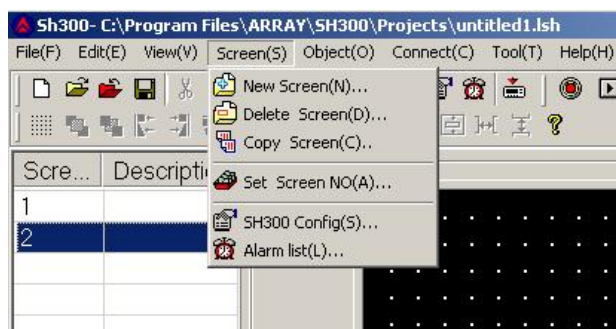 Sh300- C:\Program Files\ARRAY\SH300\Projects\untitled1.lsh
File(F) Edit(E) View(V) Screen(S) Object(O) Connect(C) Tool(T) Help(H)
New Screen(N)...
Delete Screen(D)...
Copy Screen(C)..
Scre... Descripti
Set Screen NO(A)...
1
SH300 Config(S)...
2
Alarm list(L)...